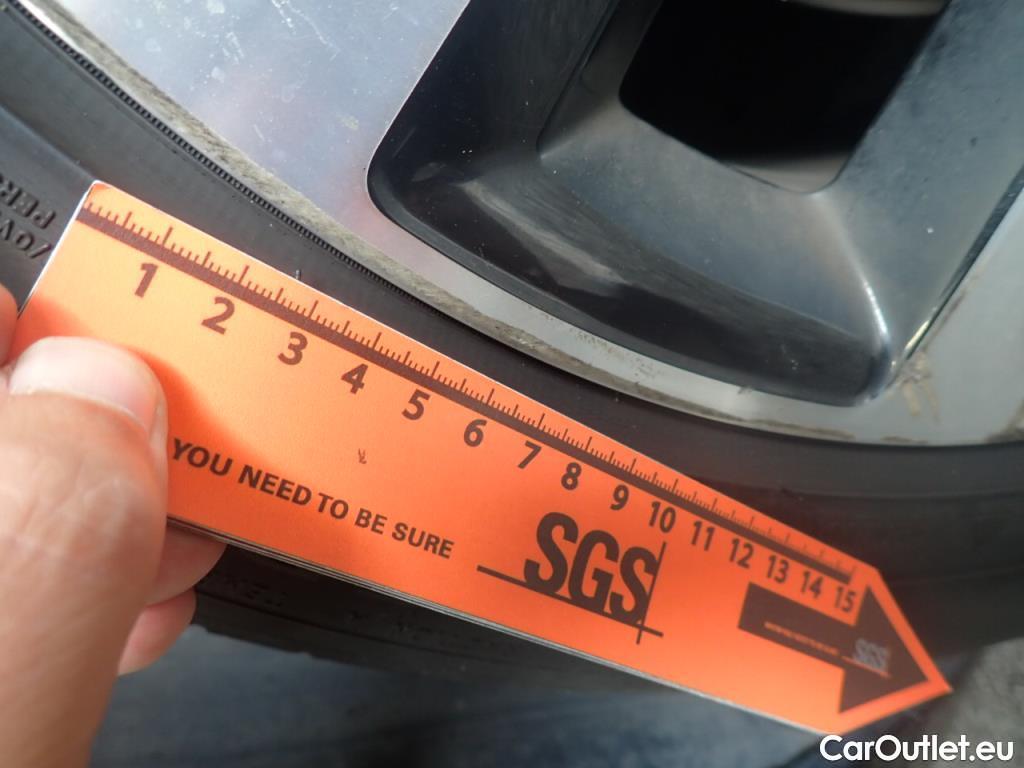 1 2 3 4 5 6 7 8 9 10 11 12 13 14 15
YOU NEED TO BE SURE
SGS
SGS
CarOutlet.eu